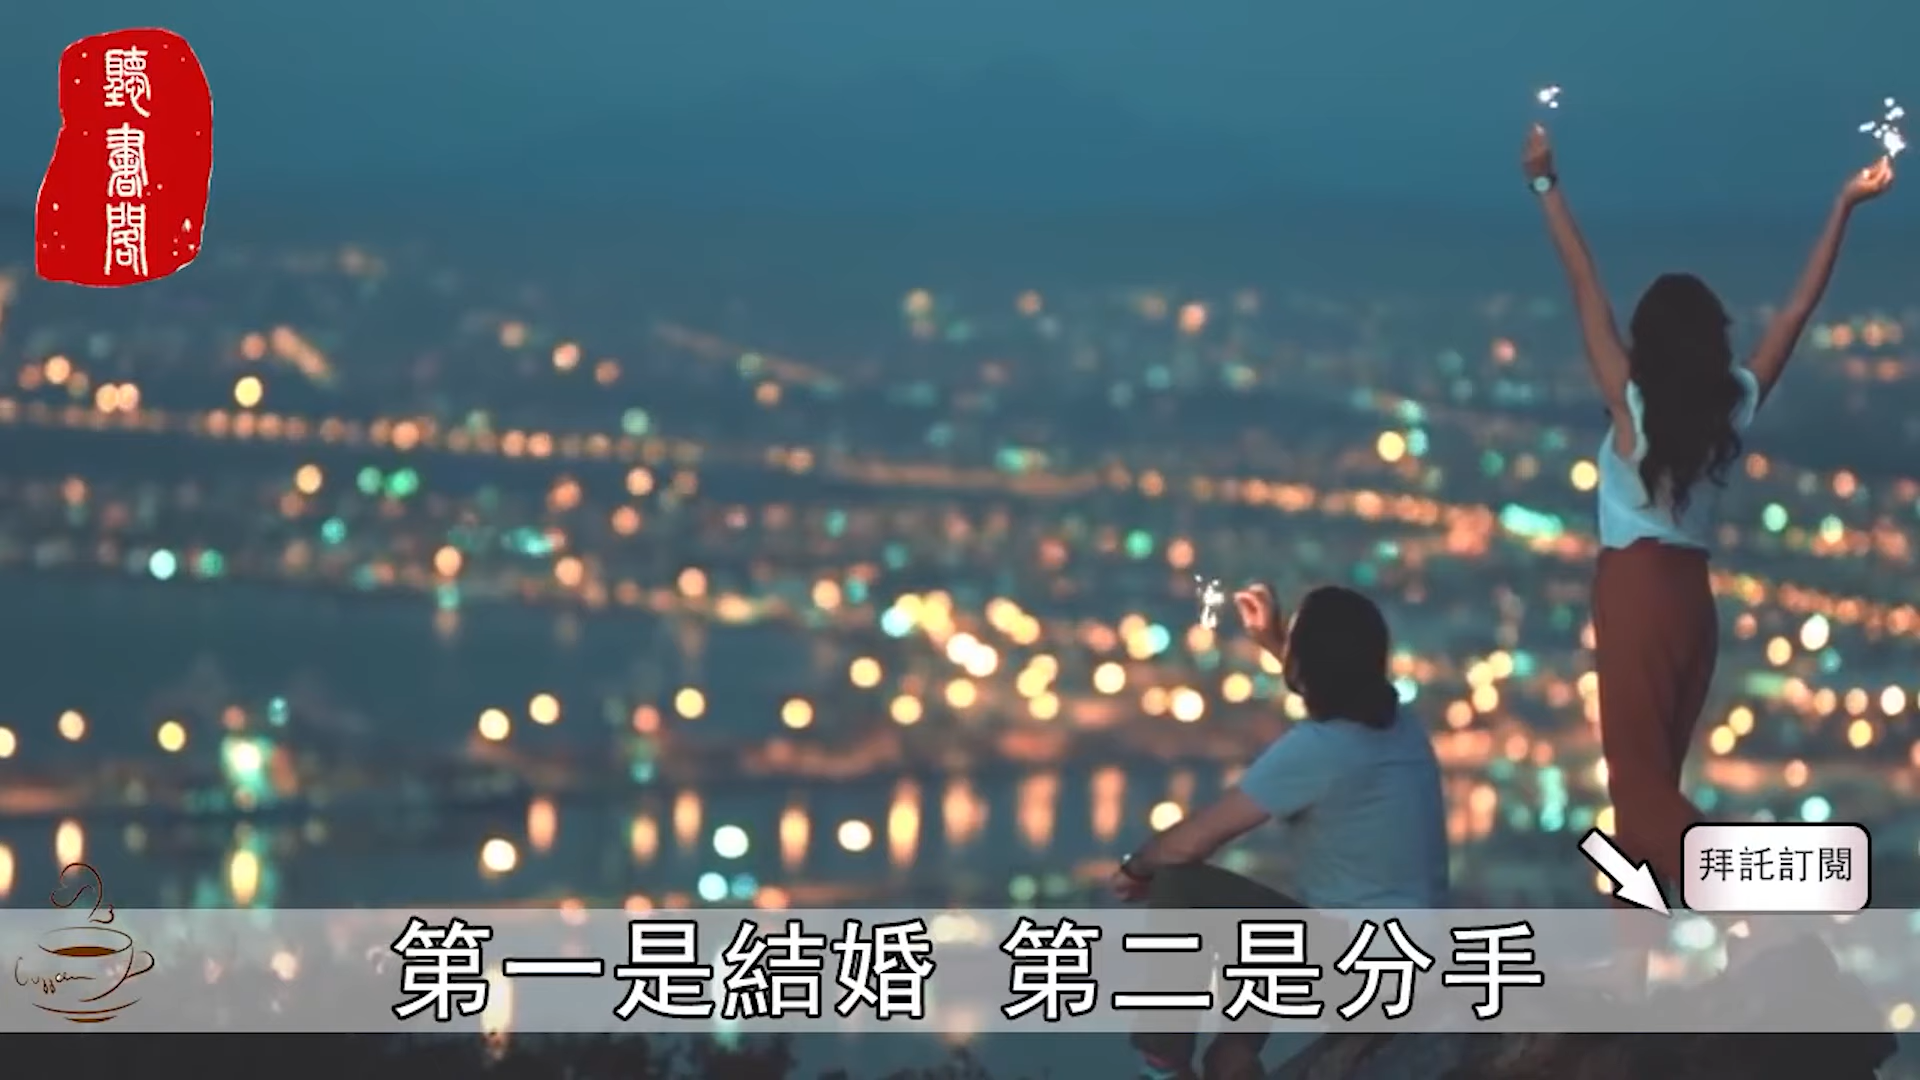 聽書閣
拜託訂閱
第一是結婚 第二是分手